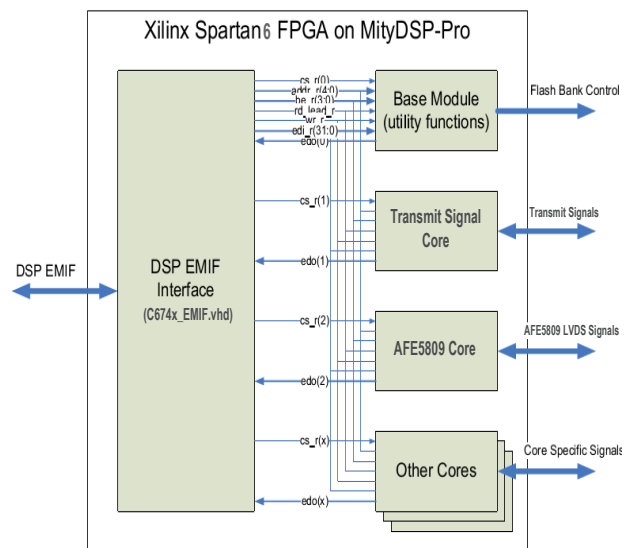 Xilinx Spartan6 FPGA on MityDSP-Pro
cs_r(0)
addr_r(4:0)
be_r(3:0)
rd_lead_r
wr_r
edi_r(31:0)
edo(0)
Base Module
(utility functions)
Flash Bank Control
cs_r(1)
Transmit Signal
Core
Transmit Signals
edo(1)
DSP EMIF
DSP EMIF
Interface
(C674x_EMIF.vhd)
cs_r(2)
AFE5809 Core
AFE5809 LVDS Signals
edo(2)
cs_r(x)
Other Cores
Core Specific Signals
edo(x)